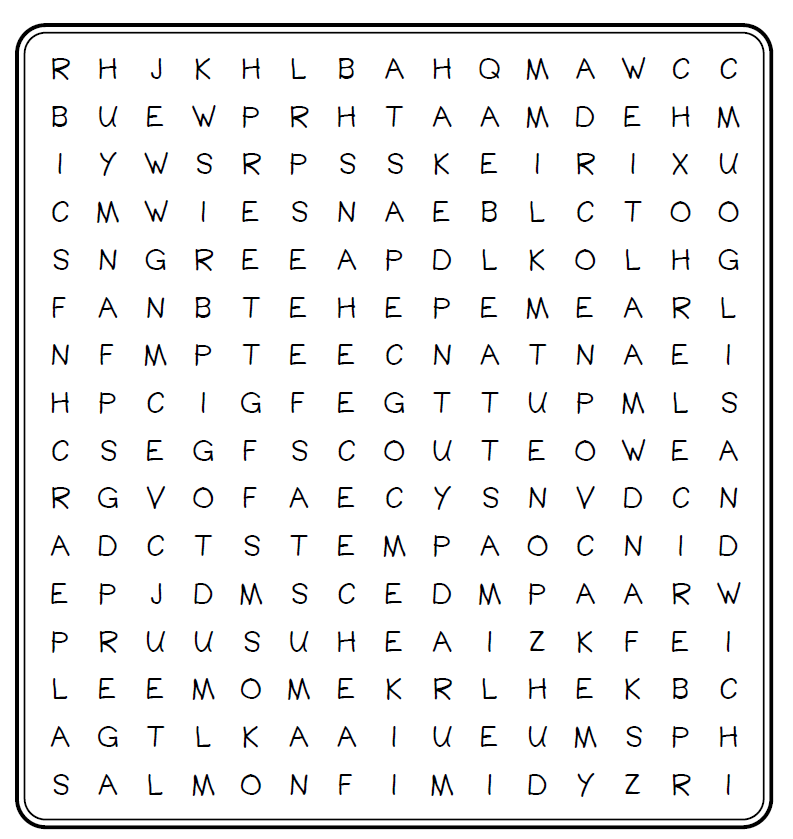 R H J K H L B A H Q M A W C C
B U E W P R H T A A M D E H M
I Y W S R P S S K E I R I X U
C M W I E S N A E B L C T O O
S N G R E E A P D L K O L H G
F A N B T E H E P E M E A R L
N F M P T E E C N A T N A E I
H P C I G F E G T T U P M L S
C S E G F S C O U T E O W E A
R G V O F A E C Y S N V D C N
A D C T S T E M P A O C N I D
E P J D M S C E D M P A A R W
P R U U S U H E A I Z K F E I
L E E M O M E K R L H E K B C
A G T L K A A I U E U M S P H
S A L M O N F I M I D Y Z R I